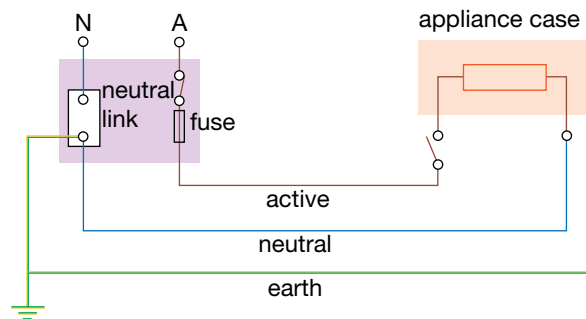 N
A
appliance case
neutral
link
fuse
active
neutral
earth